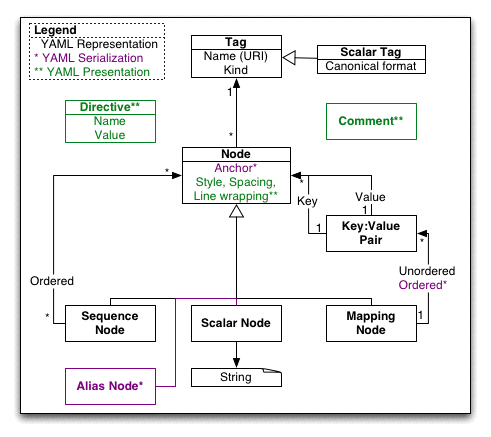 Legend
YAML Representation
* YAML Serialization
** YAML Presentation
Tag
Name (URI)
Kind
Scalar Tag
Canonical format
1
*
Directive**
Name
Value
Comment**
Node
Anchor*
Style, Spacing,
Line wrapping**
*
*
Key
Value
1
1
Key:Value
Pair
*
Unordered
Ordered*
1
Ordered
*
Sequence
Node
Scalar Node
Mapping
Node
Alias Node*
String